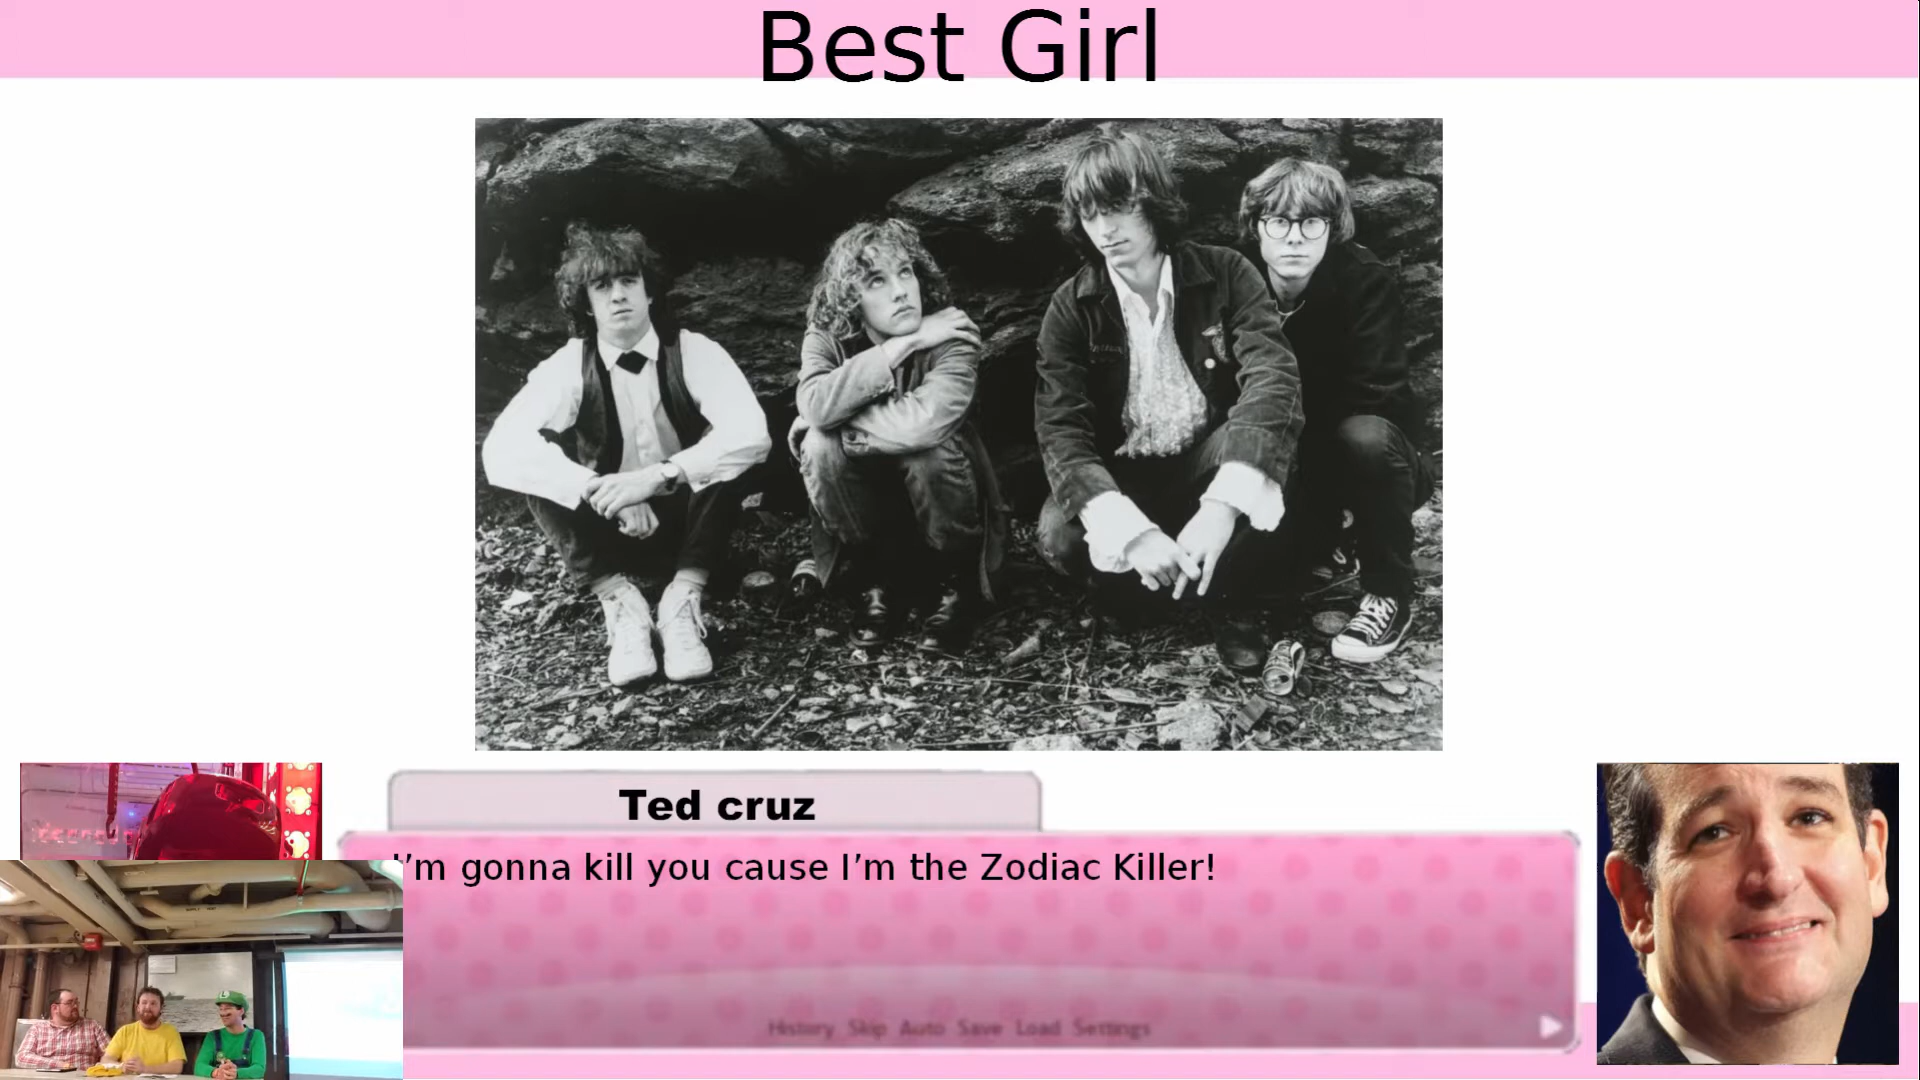 Best Girl
Ted cruz
I’m gonna kill you cause I’m the Zodiac Killer!
History Skip Auto Save Load Settings
L